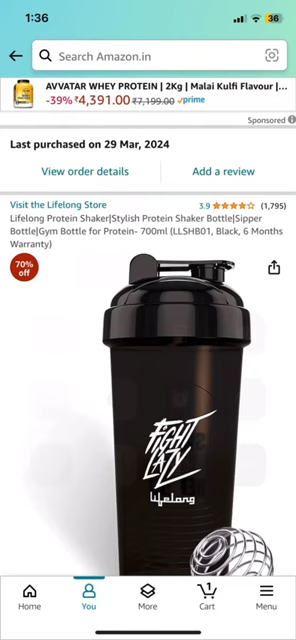 1:36
36
Search Amazon.in
AVVATAR WHEY PROTEIN | 2Kg | Malai Kulfi Flavour |...
-39% ₹4,391.00 ₹7,199.00 prime
Sponsored
Last purchased on 29 Mar, 2024
View order details
Add a review
Visit the Lifelong Store
3.9 (1,795)
Lifelong Protein Shaker|Stylish Protein Shaker Bottle|Sipper
Bottle|Gym Bottle for Protein- 700ml (LLSHB01, Black, 6 Months
Warranty)
70%
off
FIGHT
LAZY
lifelong
1
Home
You
More
Cart
Menu